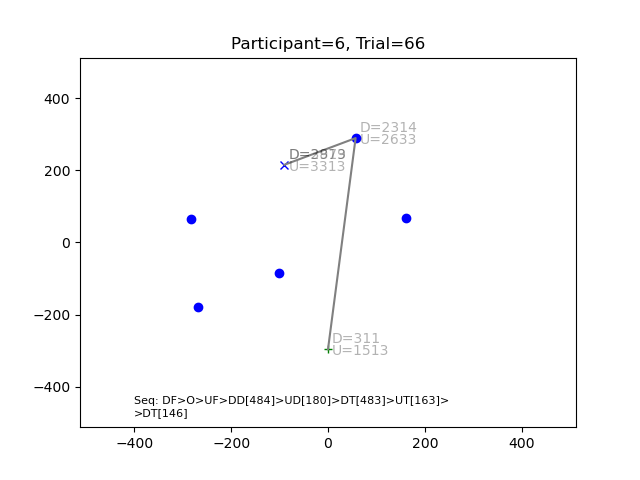 Participant=6, Trial=66
400
200
0
−200
−400
D=2314
U=2633
U=3313
D=311
U=1513
Seq: DF>O>UF>DD[484]>UD[180]>DT[483]>UT[163]>
>DT[146]
−400
−200
0
200
400